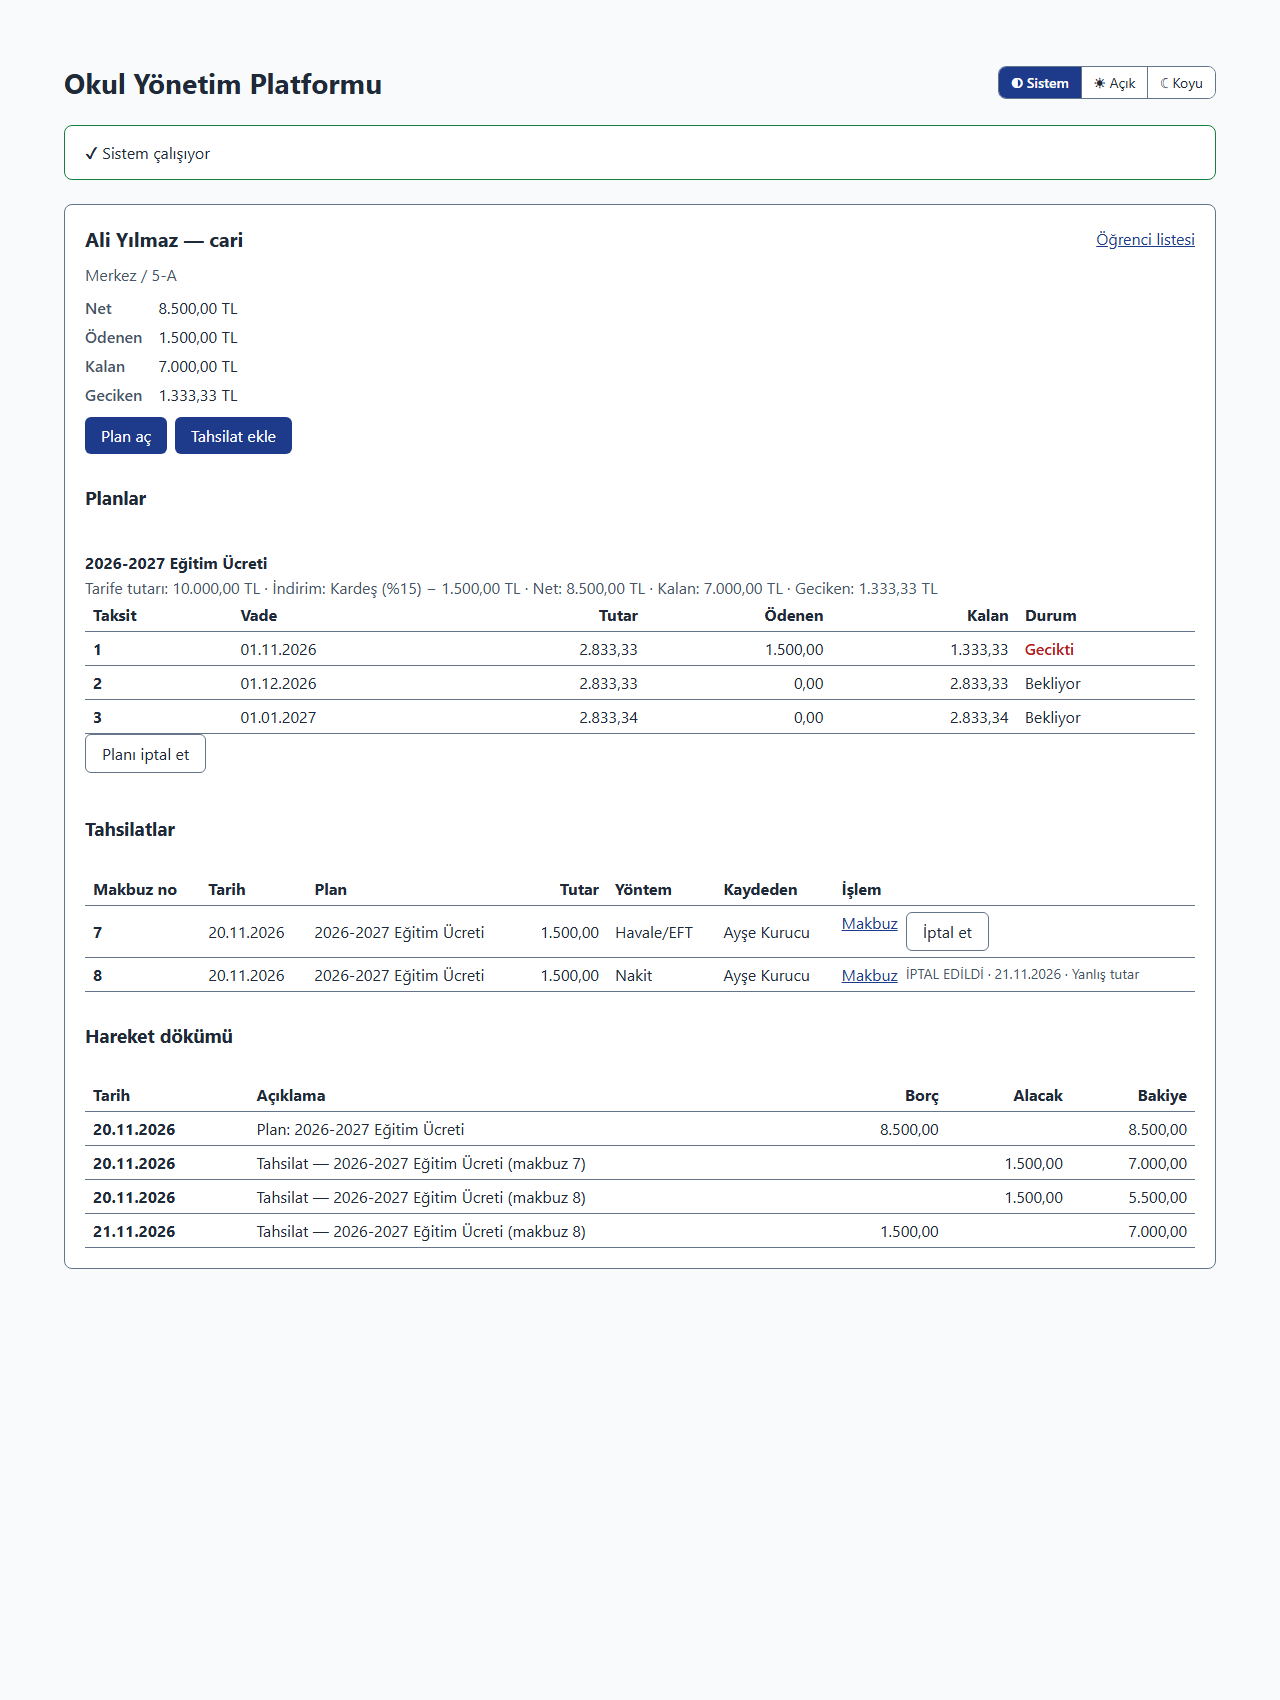 Okul Yönetim Platformu
◐ Sistem ☀ Açık ☾ Koyu
✓ Sistem çalışıyor
Ali Yılmaz — cari Öğrenci listesi
Merkez / 5-A
Net 8.500,00 TL
Ödenen 1.500,00 TL
Kalan 7.000,00 TL
Geciken 1.333,33 TL
Plan aç Tahsilat ekle
Planlar
2026-2027 Eğitim Ücreti
Tarife tutarı: 10.000,00 TL · İndirim: Kardeş (%15) − 1.500,00 TL · Net: 8.500,00 TL · Kalan: 7.000,00 TL · Geciken: 1.333,33 TL
Taksit Vade Tutar Ödenen Kalan Durum
1 01.11.2026 2.833,33 1.500,00 1.333,33 Gecikti
2 01.12.2026 2.833,33 0,00 2.833,33 Bekliyor
3 01.01.2027 2.833,34 0,00 2.833,34 Bekliyor
Planı iptal et
Tahsilatlar
Makbuz no Tarih Plan Tutar Yöntem Kaydeden İşlem
7 20.11.2026 2026-2027 Eğitim Ücreti 1.500,00 Havale/EFT Ayşe Kurucu Makbuz İptal et
8 20.11.2026 2026-2027 Eğitim Ücreti 1.500,00 Nakit Ayşe Kurucu Makbuz İPTAL EDİLDİ · 21.11.2026 · Yanlış tutar
Hareket dökümü
Tarih Açıklama Borç Alacak Bakiye
20.11.2026 Plan: 2026-2027 Eğitim Ücreti 8.500,00 8.500,00
20.11.2026 Tahsilat — 2026-2027 Eğitim Ücreti (makbuz 7) 1.500,00 7.000,00
20.11.2026 Tahsilat — 2026-2027 Eğitim Ücreti (makbuz 8) 1.500,00 5.500,00
21.11.2026 Tahsilat — 2026-2027 Eğitim Ücreti (makbuz 8) 1.500,00 7.000,00